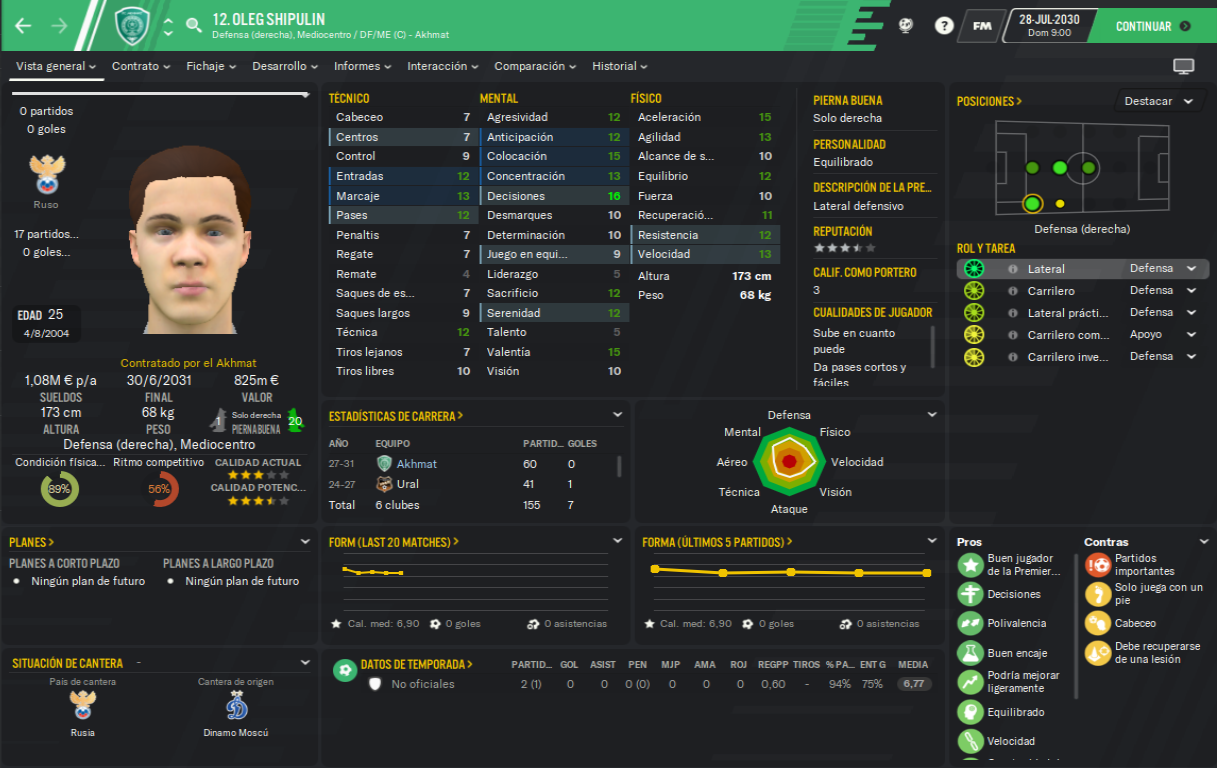 12. OLEG SHIPULIN
Defensa (derecha), Mediocentro / DF/ME (C) - Akhmat
?
FM
28-JUL-2030
Dom 9:00
CONTINUAR
Vista general
Contrato
Fichaje
Desarrollo
Informes
Interacción
Comparación
Historial
0 partidos
0 goles
Ruso
17 partidos...
0 goles...
EDAD 25
4/8/2004
Contratado por el Akhmat
1,08M € p/a
SUELDOS
30/6/2031
FINAL
825m €
VALOR
173 cm
ALTURA
68 kg
PESO
1
Solo derecha
PIERNA BUENA
20
Defensa (derecha), Mediocentro
Condición física...
89%
Ritmo competitivo
56%
CALIDAD ACTUAL
CALIDAD POTENC...
TÉCNICO
Cabeceo 7
Centros 7
Control 9
Entradas 12
Marcaje 13
Pases 12
Penaltis 7
Regate 7
Remate 4
Saques de es... 7
Saques largos 9
Técnica 12
Tiros lejanos 7
Tiros libres 10
MENTAL
Agresividad 12
Anticipación 12
Colocación 15
Concentración 13
Decisiones 16
Desmarques 10
Determinación 10
Juego en equi... 9
Liderazgo 5
Sacrificio 12
Serenidad 12
Talento 5
Valentía 15
Visión 10
FÍSICO
Aceleración 15
Agilidad 13
Alcance de s... 10
Equilibrio 12
Fuerza 10
Recuperació... 11
Resistencia 12
Velocidad 13
Altura 173 cm
Peso 68 kg
PIERNA BUENA
Solo derecha
PERSONALIDAD
Equilibrado
DESCRIPCIÓN DE LA PRE...
Lateral defensivo
REPUTACIÓN
CALIF. COMO PORTERO
3
CUALIDADES DE JUGADOR
Sube en cuanto
puede
Da pases cortos y
fáciles
POSICIONES >
Destacar
Defensa (derecha)
ROL Y TAREA
Lateral Defensa
Carrilero Defensa
Lateral prácti... Defensa
Carrilero com... Apoyo
Carrilero inve... Defensa
ESTADÍSTICAS DE CARRERA >
AÑO EQUIPO PARTID... GOLES
27-31 Akhmat 60 0
24-27 Ural 41 1
Total 6 clubes 155 7
Defensa
Físico
Velocidad
Visión
Ataque
Técnica
Aéreo
Mental
PLANES >
PLANES A CORTO PLAZO
Ningún plan de futuro
PLANES A LARGO PLAZO
Ningún plan de futuro
FORM (LAST 20 MATCHES) >
Cal. med: 6,90 0 goles 0 asistencias
FORMA (ÚLTIMOS 5 PARTIDOS) >
Cal. med: 6,90 0 goles 0 asistencias
Pros
Buen jugador
de la Premier...
Decisiones
Polivalencia
Buen encaje
Podría mejorar
ligeramente
Equilibrado
Velocidad
Contras
Partidos
importantes
Solo juega con un
pie
Cabeceo
Debe recuperarse
de una lesión
SITUACIÓN DE CANTERA -
País de cantera
Rusia
Cantera de origen
Dinamo Moscú
DATOS DE TEMPORADA > PARTID... GOL ASIST PEN MJP AMA ROJ REGPP TIROS % PA... ENT G MEDIA
No oficiales 2 (1) 0 0 0 (0) 0 0 0 0,60 - 94% 75% 6,77